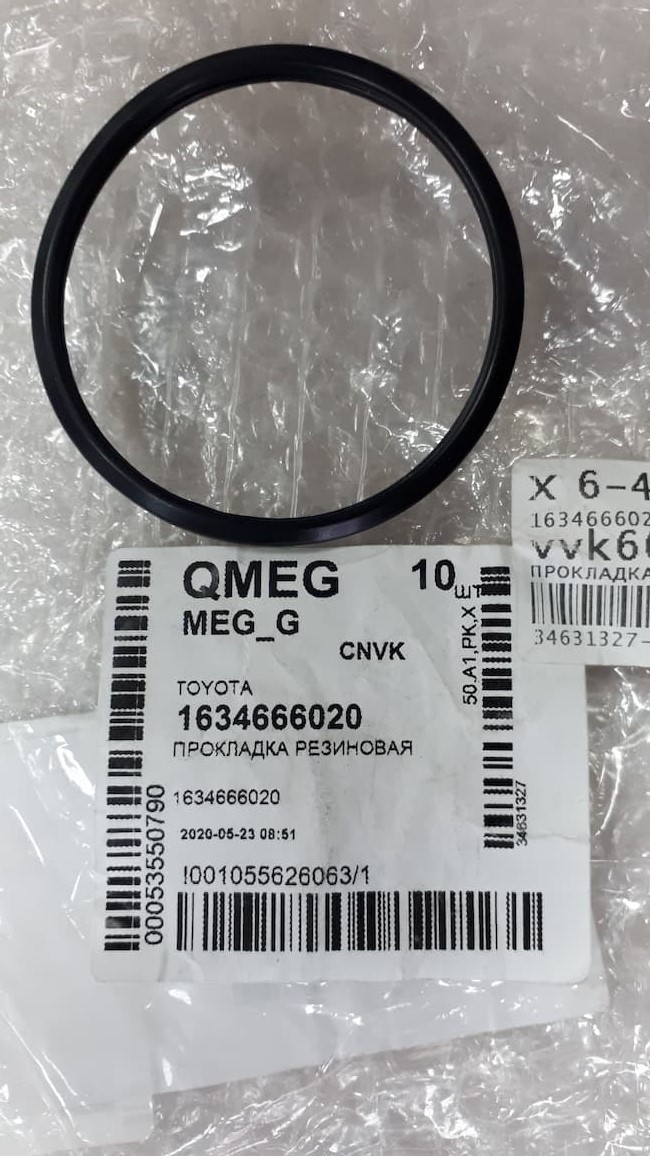 QMEG 10
MEG_G
CNVK
TOYOTA
1634666020
ПРОКЛАДКА РЕЗИНОВАЯ
1634666020
2020-05-23 08:51
!001055626063/1
000535550790
50.A1,PK,X
34631327
X 6-4
163466602
vvk6
ПРОКЛАДКА
34631327-